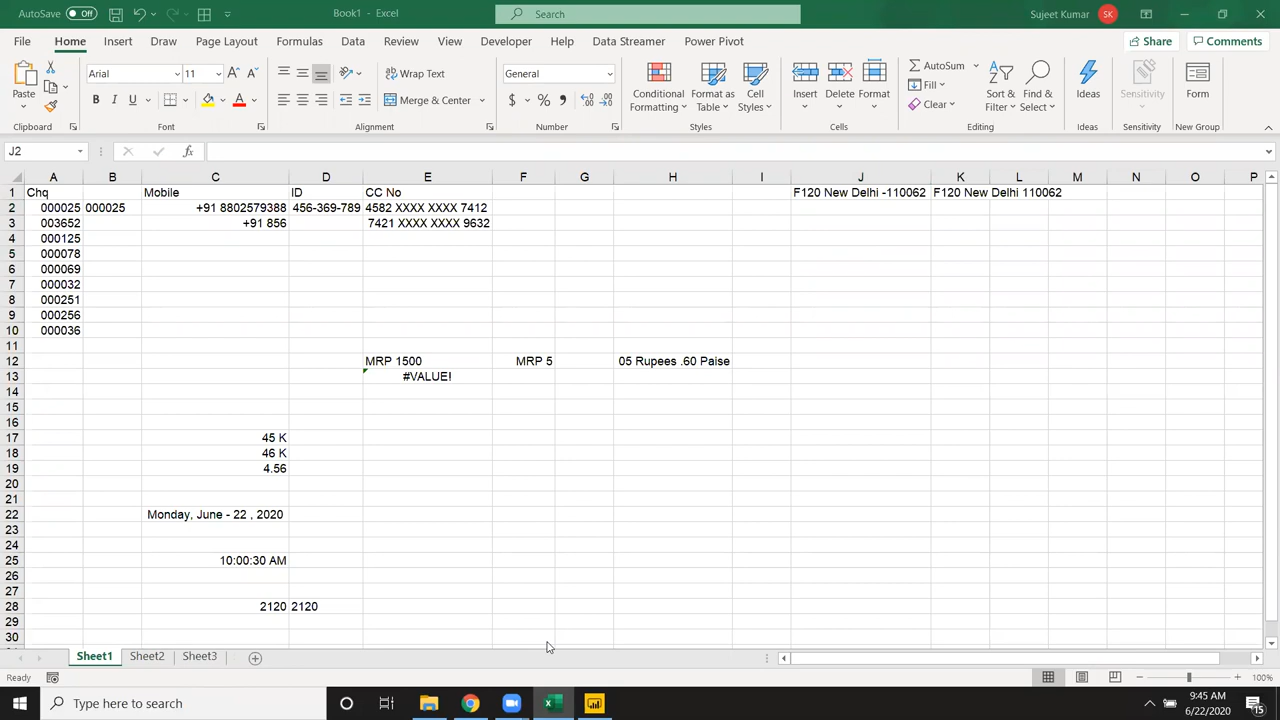 AutoSave Off
Book1 - Excel
Search
Sujeet Kumar SK
File Home Insert Draw Page Layout Formulas Data Review View Developer Help Data Streamer Power Pivot Share Comments
Paste
Arial 11
Wrap Text
Merge & Center
General
$ % ,
Conditional Formatting
Format as Table
Cell Styles
Insert Delete Format
AutoSum
Fill
Clear
Sort & Filter
Find & Select
Ideas
Sensitivity
Form
Clipboard Font Alignment Number Styles Cells Editing Ideas Sensitivity New Group
J2 fx
A B C D E F G H I J K L M N O P
1 Chq Mobile ID CC No F120 New Delhi -110062 F120 New Delhi 110062
2 000025 000025 +91 8802579388 456-369-789 4582 XXXX XXXX 7412
3 003652 +91 856 7421 XXXX XXXX 9632
4 000125
5 000078
6 000069
7 000032
8 000251
9 000256
10 000036
11
12 MRP 1500 MRP 5 05 Rupees .60 Paise
13 #VALUE!
14
15
16
17 45 K
18 46 K
19 4.56
20
21
22 Monday, June - 22 , 2020
23
24
25 10:00:30 AM
26
27
28 2120 2120
29
30
Sheet1 Sheet2 Sheet3
Ready 100%
Type here to search
9:45 AM
6/22/2020
15